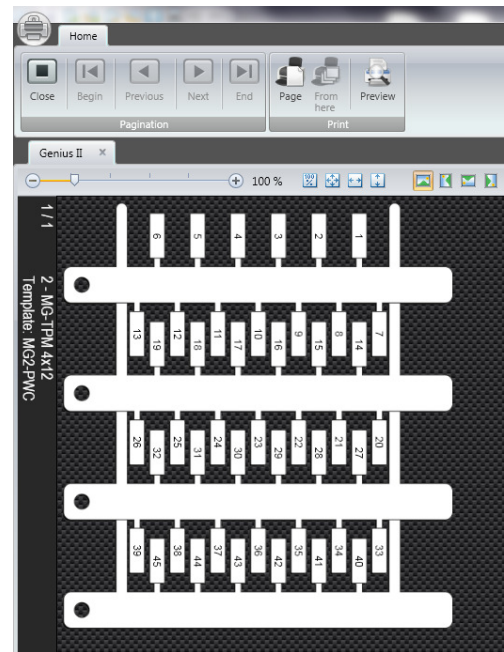 Home
Close Begin Previous Next End Page From here Preview
Pagination Print
Genius II ×
100 %
1 / 1
2 - MG-TPM 4x12
Template: MG2-PWC
6 5 4 3 2 1
13 12 11 10 9 8 7
19 18 17 16 15 14
26 25 24 23 22 21 20
32 31 30 29 28 27
39 38 37 36 35 34 33
45 44 43 42 41 40